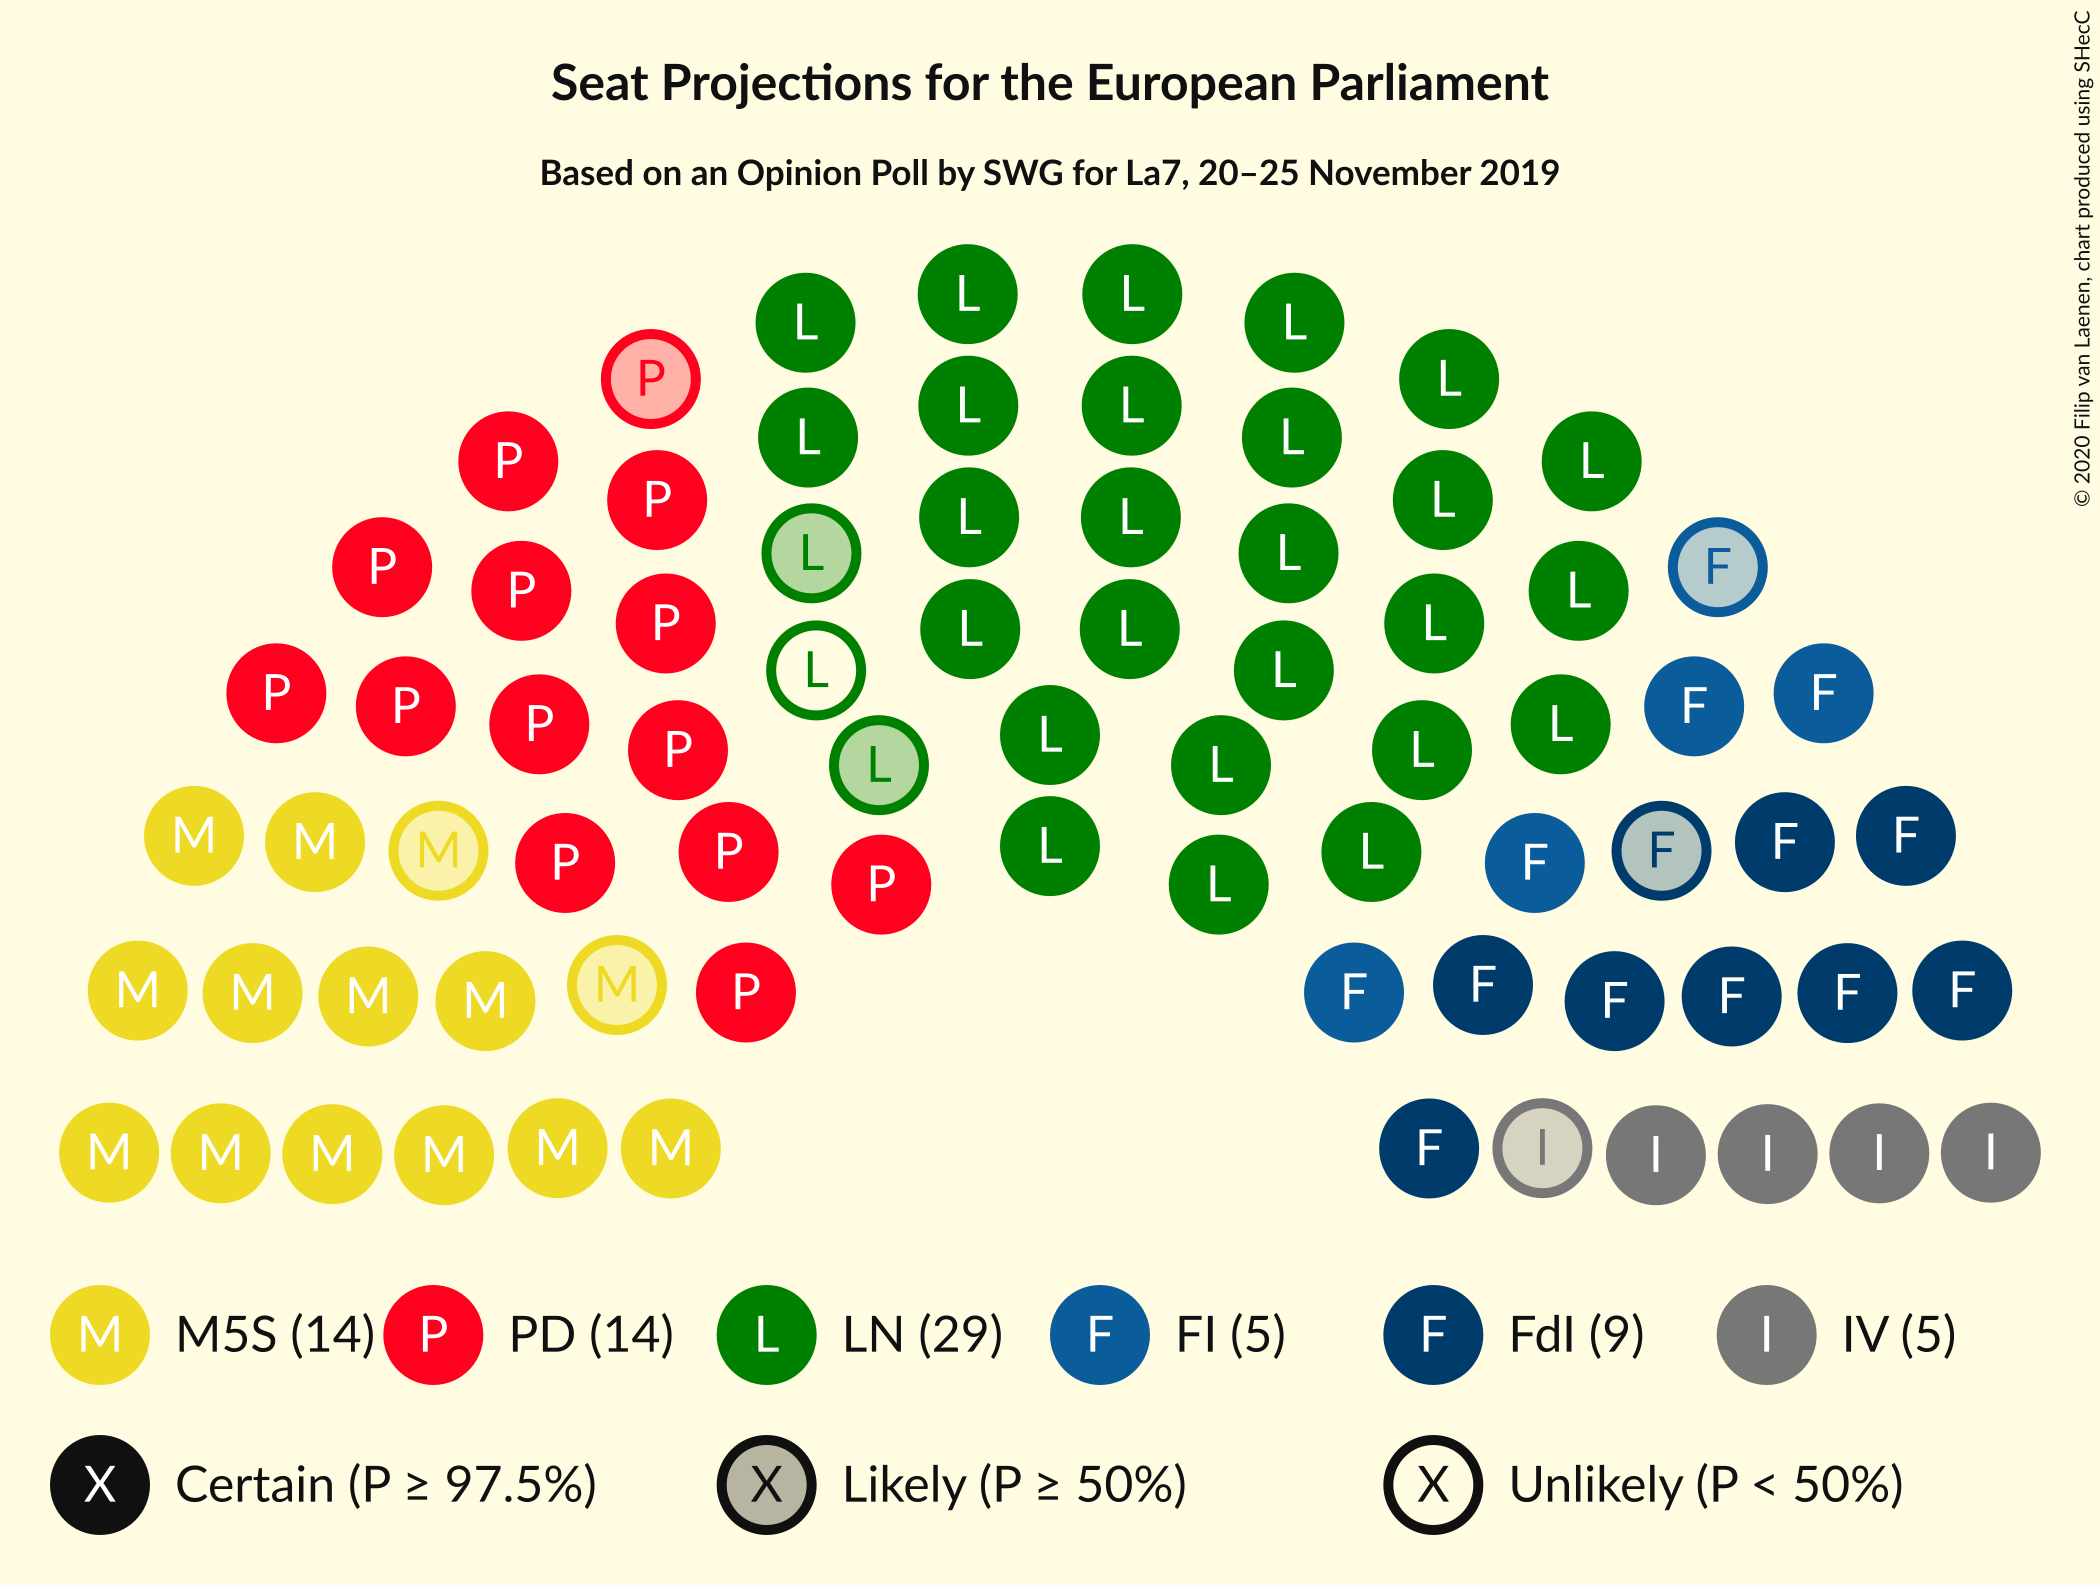 Seat Projections for the European Parliament
Based on an Opinion Poll by SWG for La7, 20–25 November 2019
© 2020 Filip van Laenen, chart produced using SHecC
L L L L
P L
L L L L
P L
P L
L L L L
P F
P L
P L
L L L L
P P P P L L F F
L L L L
M M M P P P L L L F F F F
M M M M M P F F F F F F
M M M M M M F I I I I I
M M5S (14) P PD (14) L LN (29) F FI (5) F FdI (9) I IV (5)
X Certain (P ≥ 97.5%) X Likely (P ≥ 50%) X Unlikely (P < 50%)